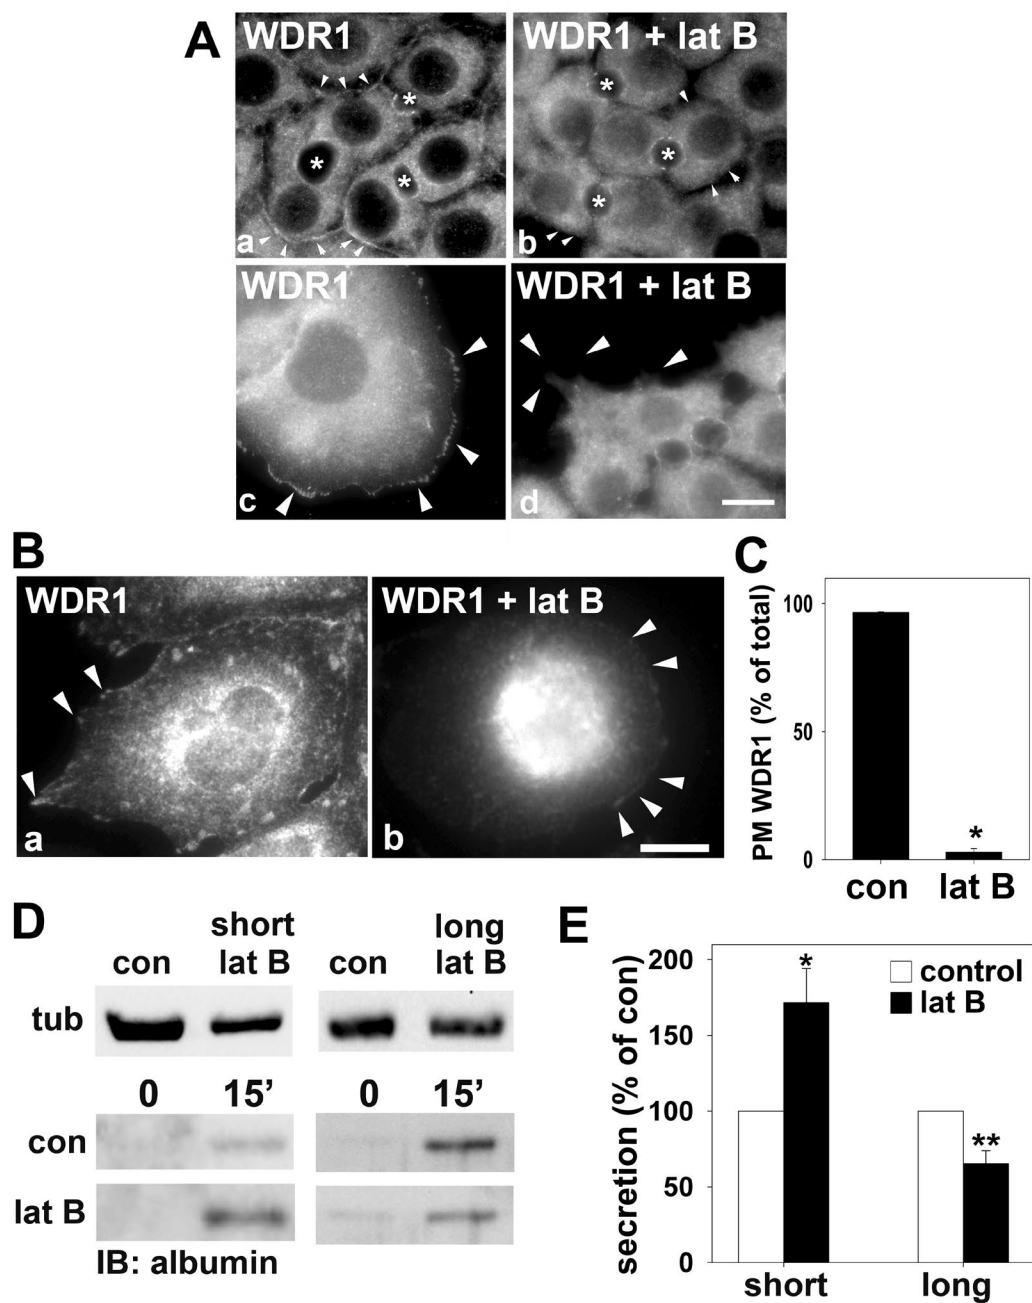 A
WDR1
WDR1 + lat B
* * *
* * *
a
b
WDR1
WDR1 + lat B
c
d
B
WDR1
WDR1 + lat B
a
b
C
PM WDR1 (% of total)
100
50
0
*
con lat B
D
short long
con lat B con lat B
tub
0 15’ 0 15’
con
lat B
IB: albumin
E
secretion (% of con)
200
150
100
50
0
control
lat B
*
**
short long